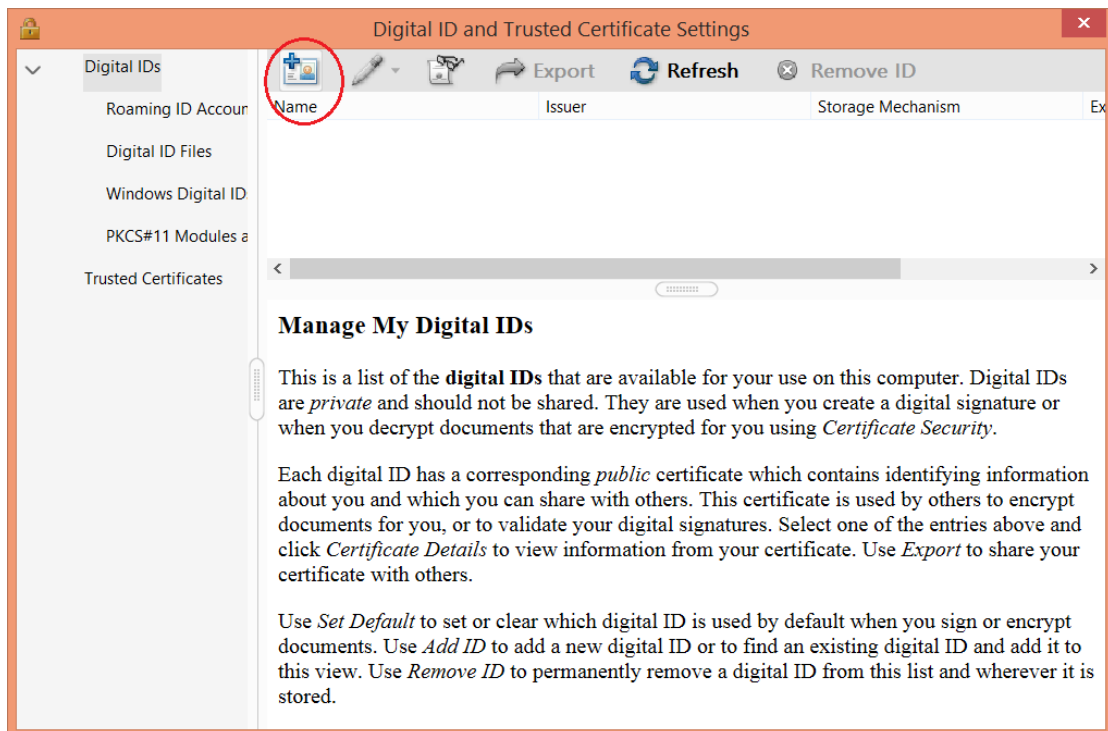 Digital ID and Trusted Certificate Settings
Digital IDs
Roaming ID Accoun
Digital ID Files
Windows Digital ID
PKCS#11 Modules a
Trusted Certificates
Export Refresh Remove ID
Name Issuer Storage Mechanism Ex
Manage My Digital IDs
This is a list of the digital IDs that are available for your use on this computer. Digital IDs
are private and should not be shared. They are used when you create a digital signature or
when you decrypt documents that are encrypted for you using Certificate Security.
Each digital ID has a corresponding public certificate which contains identifying information
about you and which you can share with others. This certificate is used by others to encrypt
documents for you, or to validate your digital signatures. Select one of the entries above and
click Certificate Details to view information from your certificate. Use Export to share your
certificate with others.
Use Set Default to set or clear which digital ID is used by default when you sign or encrypt
documents. Use Add ID to add a new digital ID or to find an existing digital ID and add it to
this view. Use Remove ID to permanently remove a digital ID from this list and wherever it is
stored.